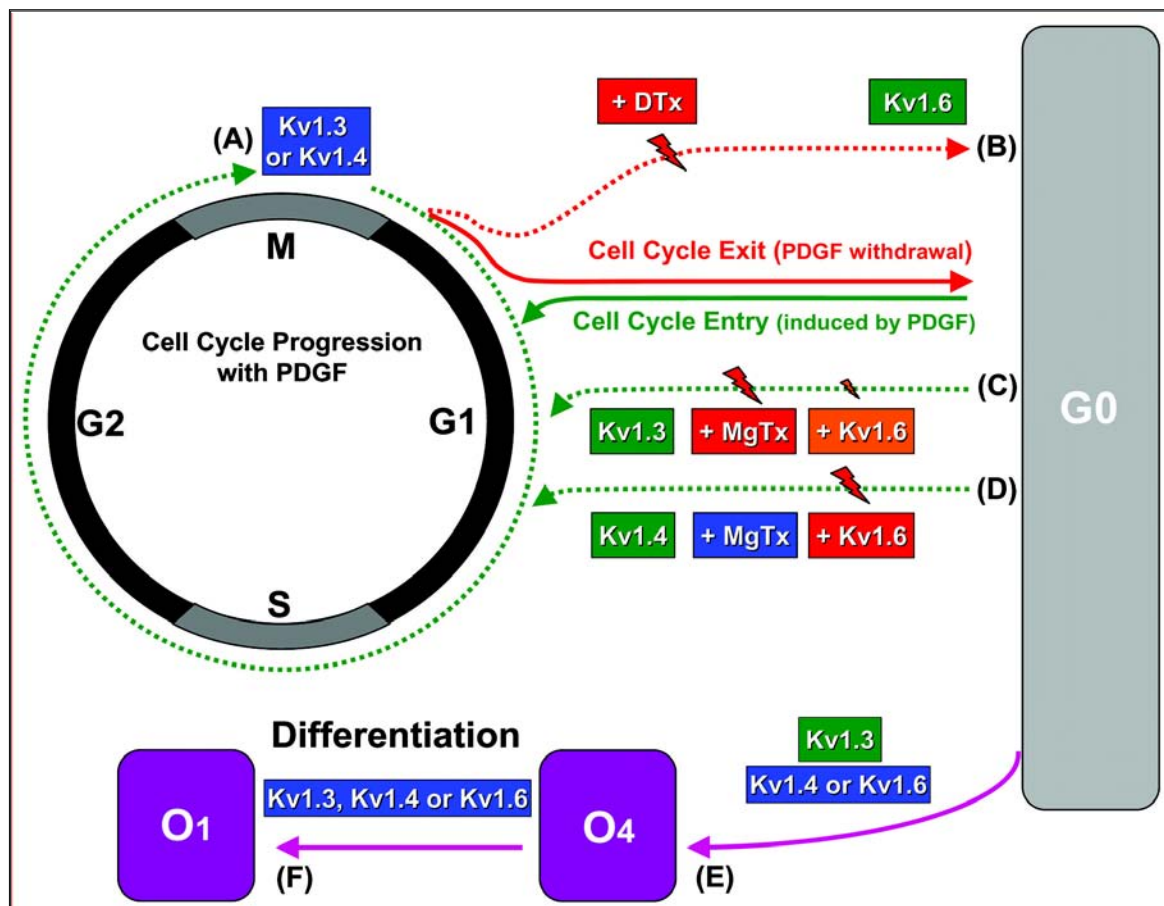 + DTx
Kv1.6
(A)
Kv1.3
or Kv1.4
(B)
M
Cell Cycle Exit (PDGF withdrawal)
Cell Cycle Entry (induced by PDGF)
Cell Cycle Progression
with PDGF
G2
G1
(C)
G0
Kv1.3
+ MgTx
+ Kv1.6
(D)
Kv1.4
+ MgTx
+ Kv1.6
S
Differentiation
Kv1.3
Kv1.4 or Kv1.6
Kv1.3, Kv1.4 or Kv1.6
O1
O4
(F)
(E)